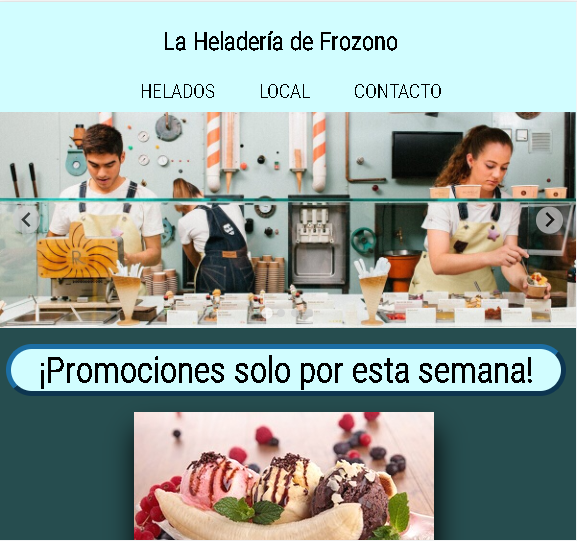 La Heladería de Frozono
HELADOS LOCAL CONTACTO
¡Promociones solo por esta semana!